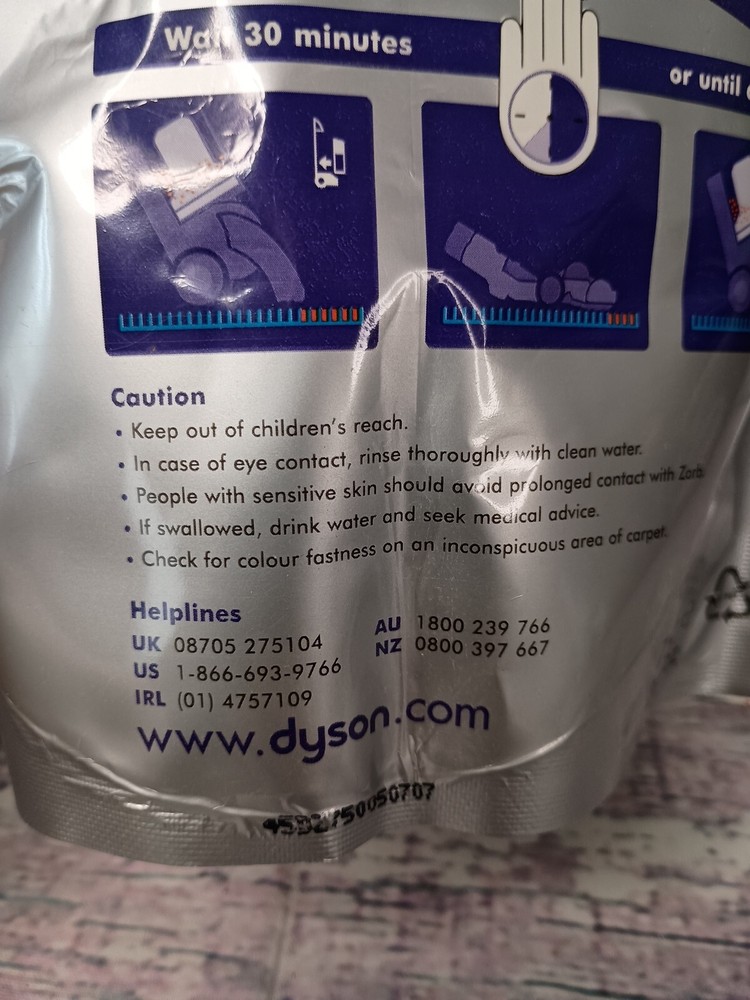 Wait 30 minutes
or until
Caution
• Keep out of children's reach.
• In case of eye contact, rinse thoroughly with clean water.
• People with sensitive skin should avoid prolonged contact with Zorb.
• If swallowed, drink water and seek medical advice.
• Check for colour fastness on an inconspicuous area of carpet.
Helplines
UK 08705 275104
US 1-866-693-9766
IRL (01) 4757109
AU 1800 239 766
NZ 0800 397 667
www.dyson.com